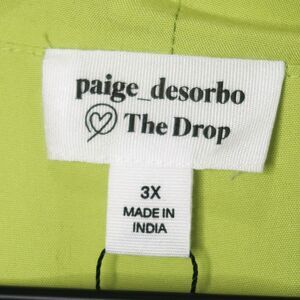 paige_desorbo
The Drop
3X
MADE IN
INDIA